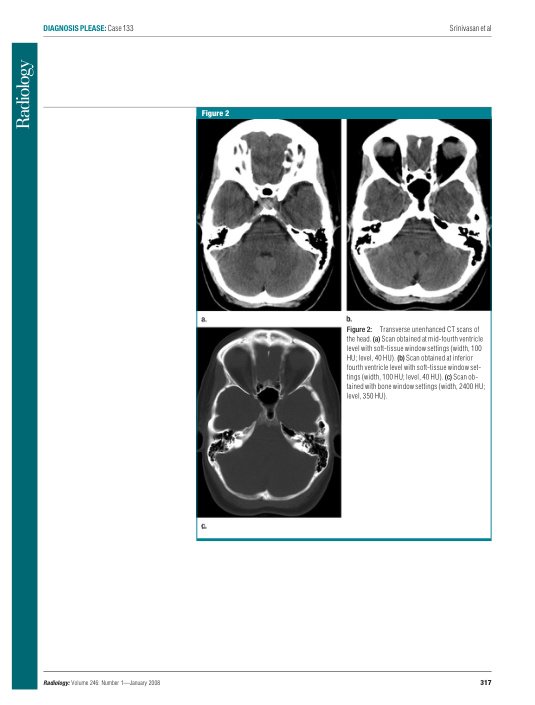 DIAGNOSIS PLEASE: Case 133
Srinivasan et al
Radiology
Figure 2
a.
b.
Figure 2: Transverse unenhanced CT scans of
the head. (a) Scan obtained at mid-fourth ventricle
level with soft-tissue window settings (width, 100
HU; level, 40 HU). (b) Scan obtained at inferior
fourth ventricle level with soft-tissue window set-
tings (width, 100 HU; level, 40 HU). (c) Scan ob-
tained with bone window settings (width, 2400 HU;
level, 350 HU).
c.
Radiology: Volume 246: Number 1—January 2008
317